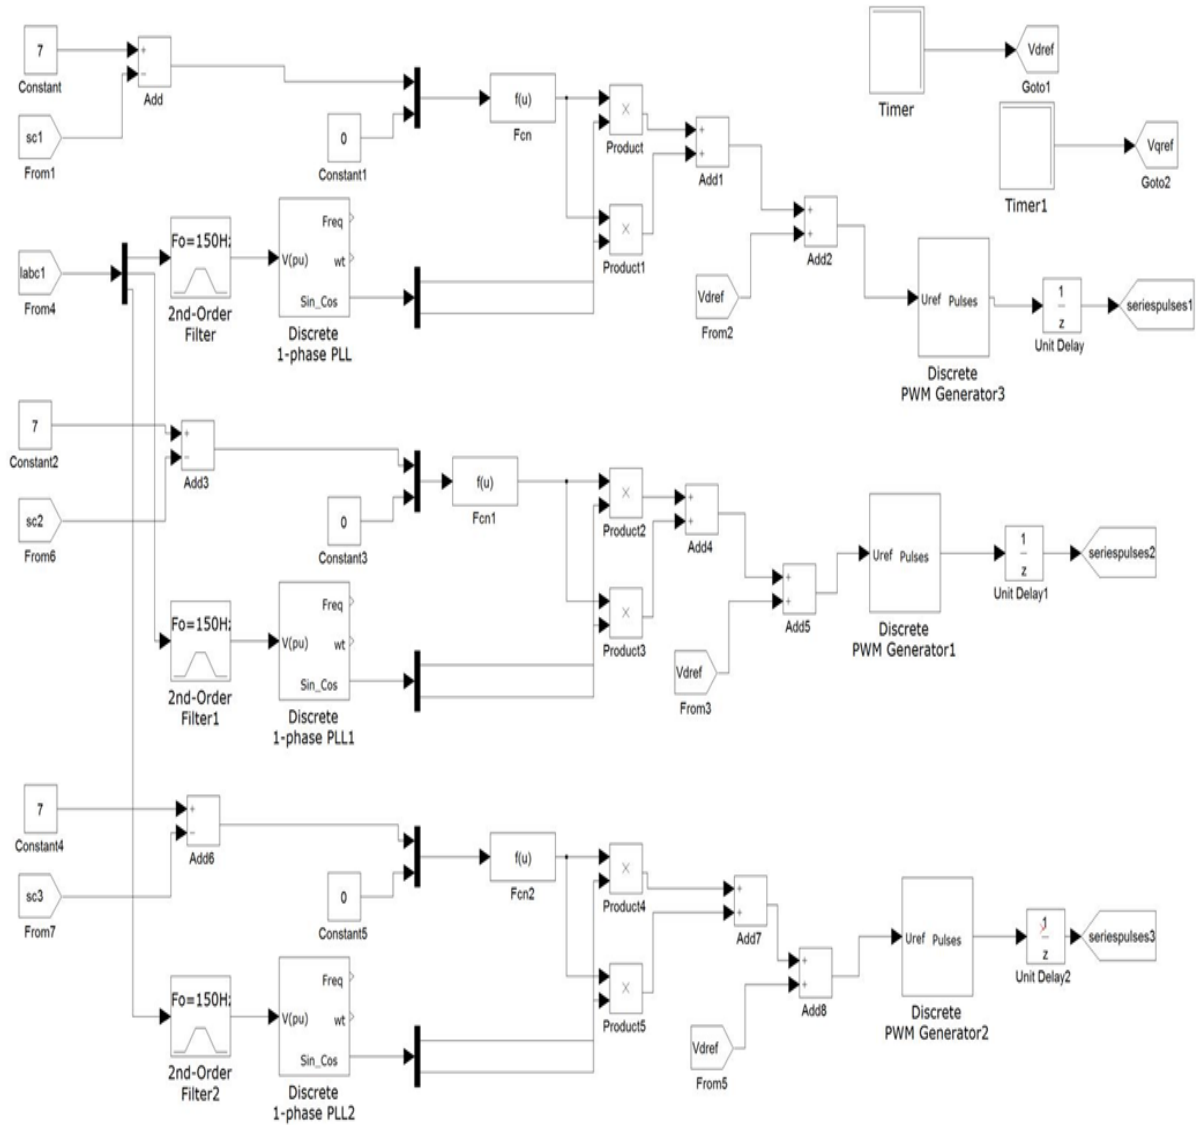 7
Constant
+
−
Add
sc1
From1
0
Constant1
f(u)
Fcn
×
Product
×
Product1
+
+
Add1
+
+
Add2
Timer
Vdref
Goto1
Timer1
Vqref
Goto2
Iabc1
From4
Fo=150Hz
2nd-Order
Filter
V(pu)
Freq
wt
Sin_Cos
Discrete
1-phase PLL
Vdref
From2
Uref Pulses
Discrete
PWM Generator3
1
z
Unit Delay
seriespulses1
7
Constant2
+
−
Add3
sc2
From6
0
Constant3
f(u)
Fcn1
×
Product2
×
Product3
+
+
Add4
+
+
Add5
Uref Pulses
Discrete
PWM Generator1
1
z
Unit Delay1
seriespulses2
Fo=150Hz
2nd-Order
Filter1
V(pu)
Freq
wt
Sin_Cos
Discrete
1-phase PLL1
Vdref
From3
7
Constant4
+
−
Add6
sc3
From7
0
Constant5
f(u)
Fcn2
×
Product4
×
Product5
+
+
Add7
+
+
Add8
Uref Pulses
Discrete
PWM Generator2
1
z
Unit Delay2
seriespulses3
Fo=150Hz
2nd-Order
Filter2
V(pu)
Freq
wt
Sin_Cos
Discrete
1-phase PLL2
Vdref
From5